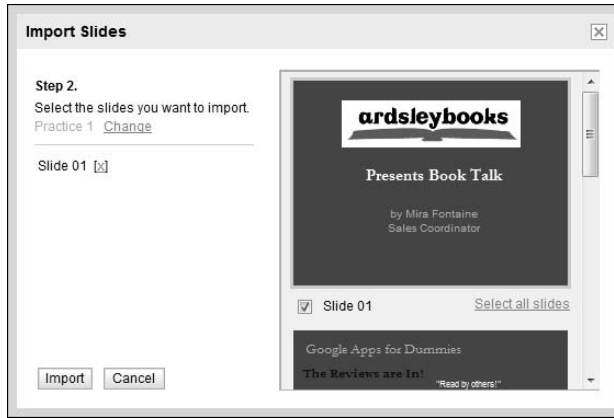 Import Slides
Step 2.
Select the slides you want to import.
Practice 1 Change
Slide 01 [x]
Import Cancel
ardsleybooks
Presents Book Talk
by Mira Fontaine
Sales Coordinator
Slide 01 Select all slides
Google Apps for Dummies
The Reviews are In!
"Read by others!"